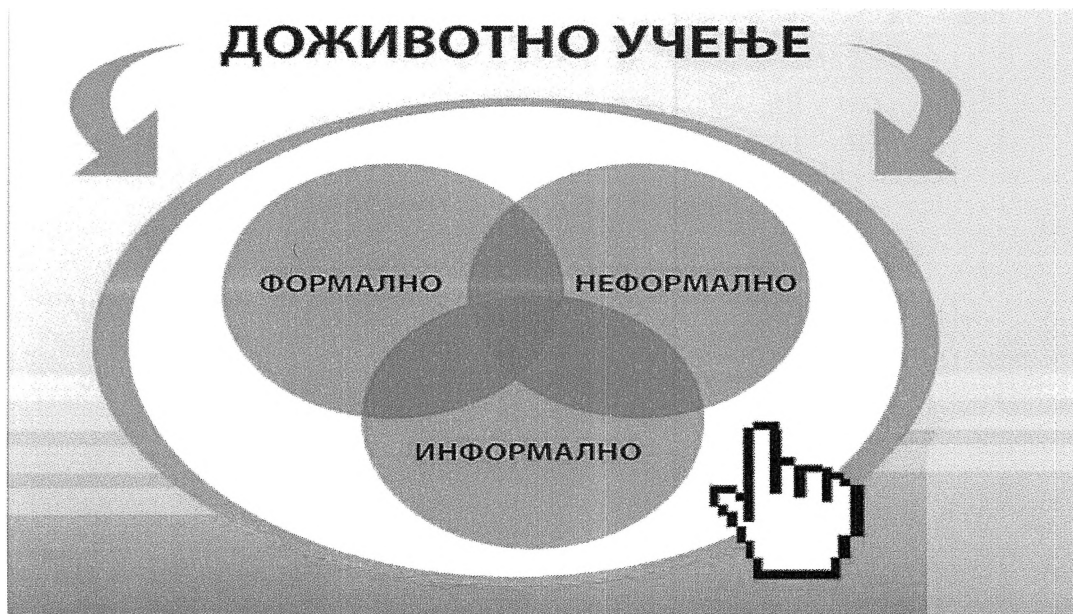 ДОЖИВОТНО УЧЕЊЕ
ФОРМАЛНО
НЕФОРМАЛНО
ИНФОРМАЛНО